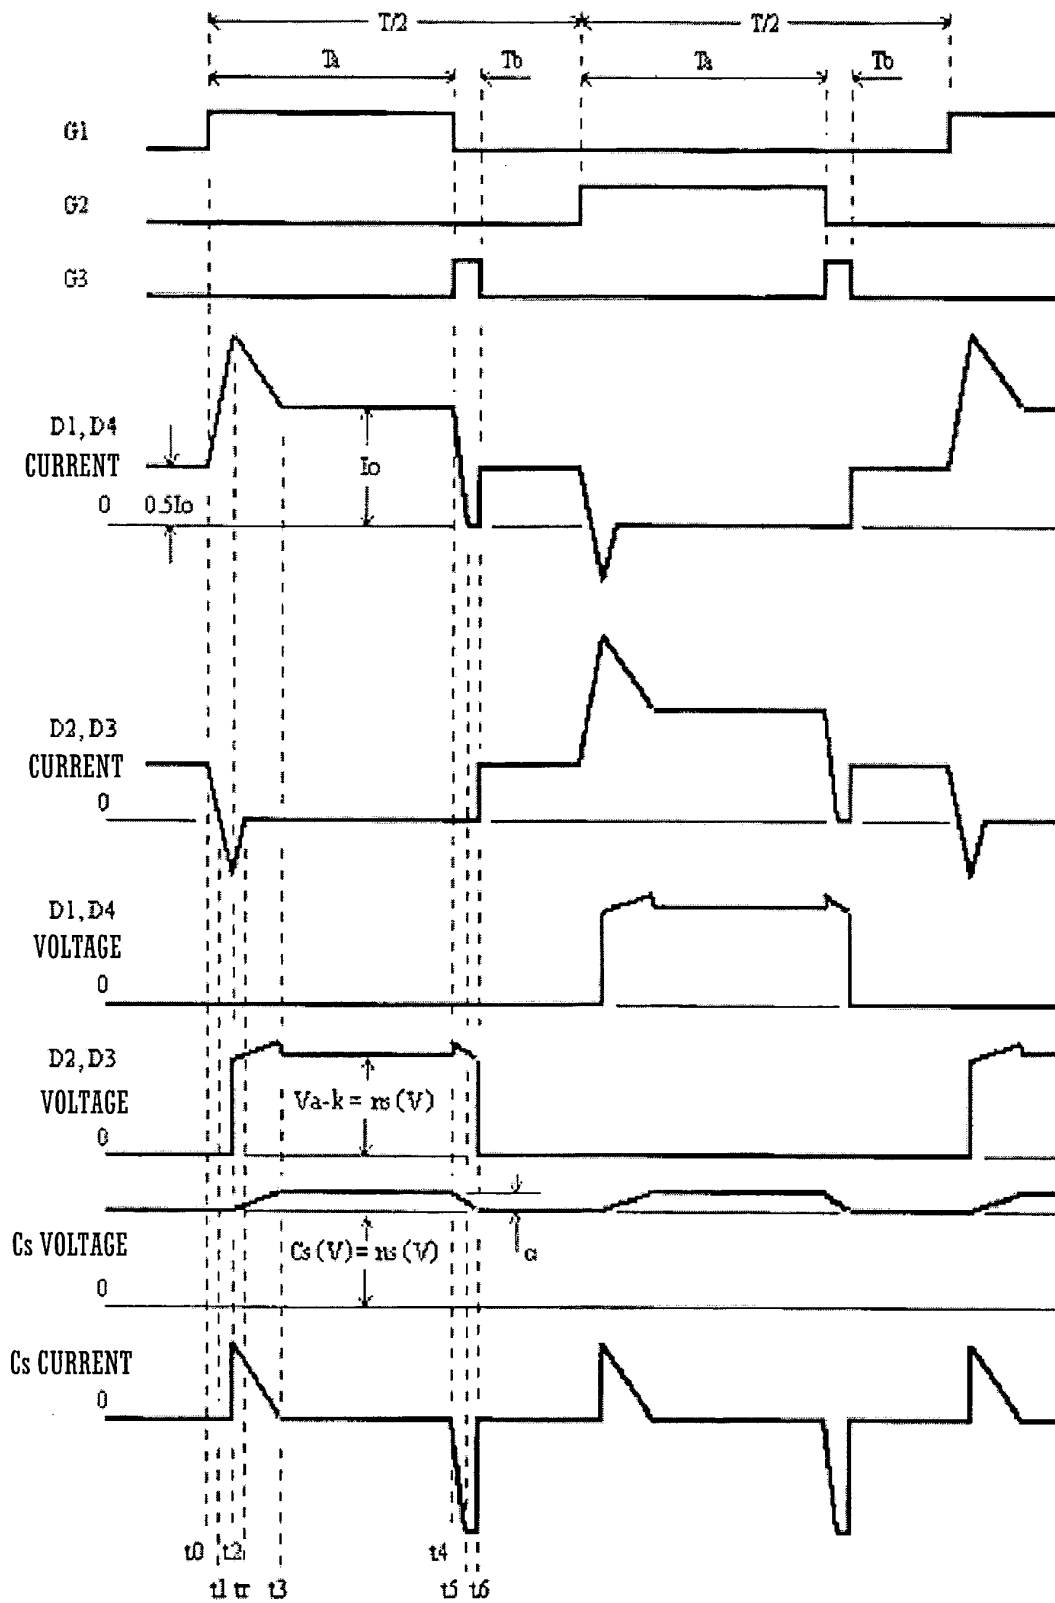 T/2 T/2
Ta Tb Ta Tb
G1
G2
G3
D1, D4
CURRENT
0 0.5Io Io
D2, D3
CURRENT
0
D1, D4
VOLTAGE
0
D2, D3
VOLTAGE
0
Va-k = ns (V)
Cs VOLTAGE
0
Cs (V) = ns (V)
Cs CURRENT
0
t0 t2 t4
t1 tr t3 t5 t6